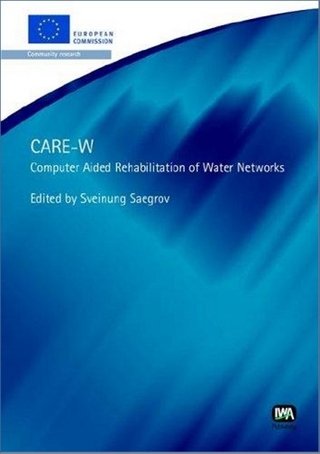 EUROPEAN
COMMISSION
Community research
CARE-W
Computer Aided Rehabilitation of Water Networks
Edited by Sveinung Saegrov
IWA
Publishing